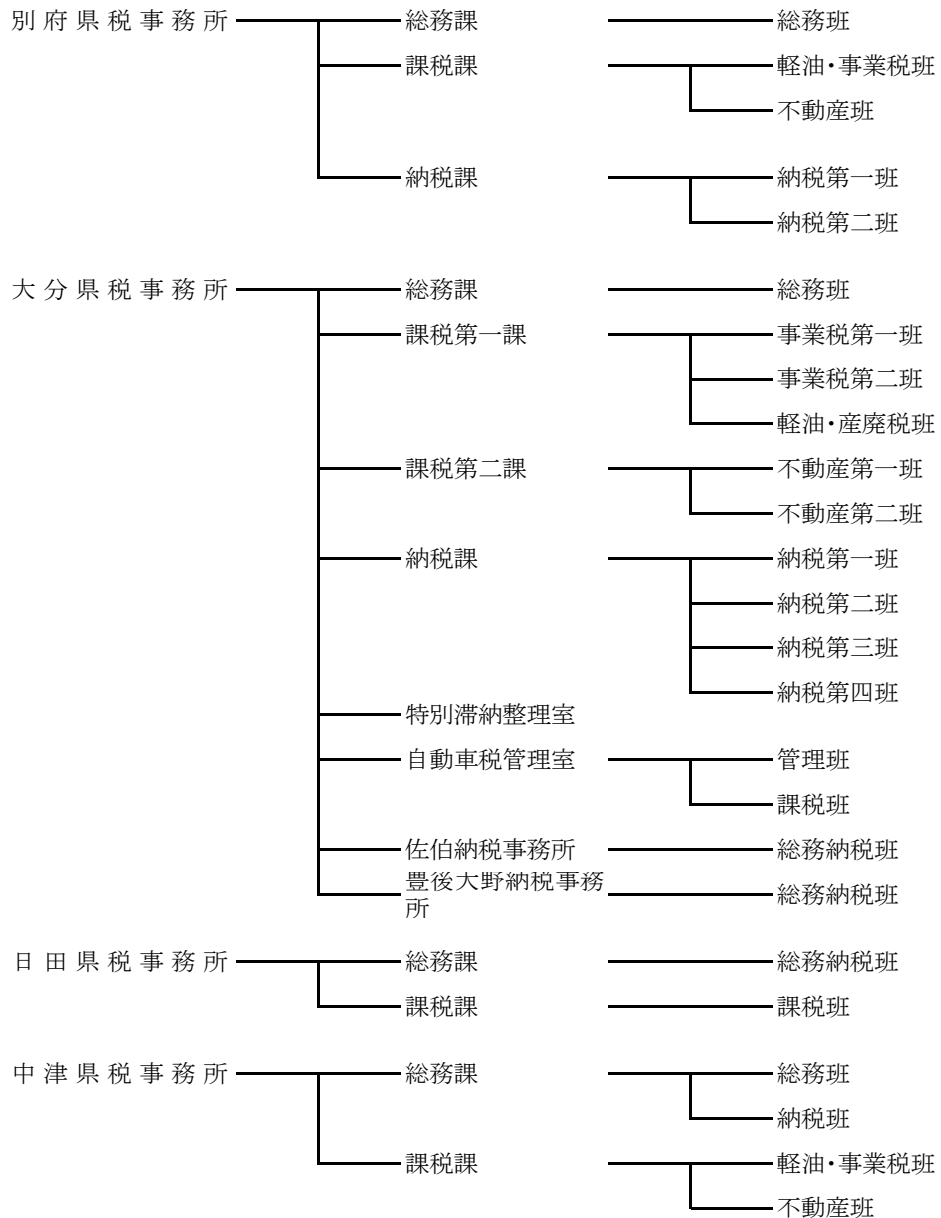 別府県税事務所 総務課 総務班
課税課 軽油・事業税班
不動産班
納税課 納税第一班
納税第二班
大分県税事務所 総務課 総務班
課税第一課 事業税第一班
事業税第二班
軽油・産廃税班
課税第二課 不動産第一班
不動産第二班
納税課 納税第一班
納税第二班
納税第三班
納税第四班
特別滞納整理室
自動車税管理室 管理班
課税班
佐伯納税事務所 総務納税班
豊後大野納税事務
所 総務納税班
日田県税事務所 総務課 総務納税班
課税課 課税班
中津県税事務所 総務課 総務班
納税班
課税課 軽油・事業税班
不動産班